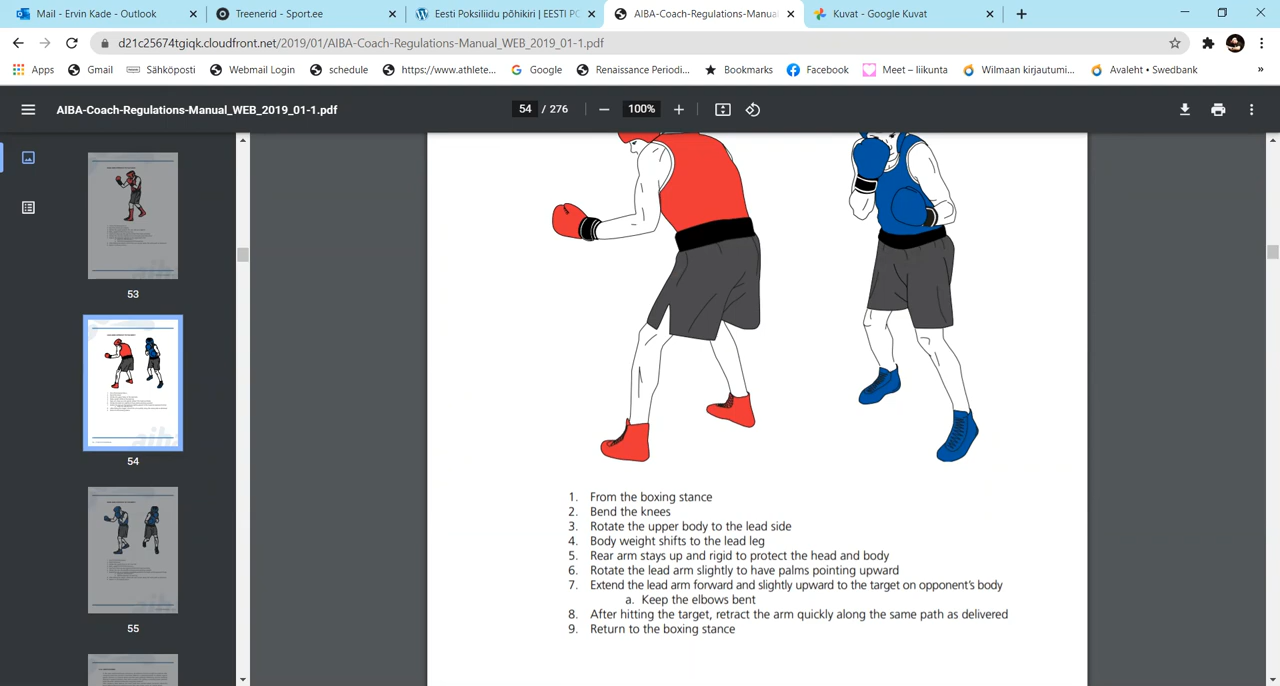 Mail - Ervin Kade - Outlook
Treenerid - Sport.ee
Eesti Poksiliidu põhikiri | EESTI PO
AIBA-Coach-Regulations-Manual_
Kuvat - Google Kuvat
d21c25674tgiqk.cloudfront.net/2019/01/AIBA-Coach-Regulations-Manual_WEB_2019_01-1.pdf
Apps
Gmail
Sähköposti
Webmail Login
schedule
https://www.athlete...
Google
Renaissance Periodi...
Bookmarks
Facebook
Meet – liikunta
Wilmaan kirjautumi...
Avaleht • Swedbank
»
AIBA-Coach-Regulations-Manual_WEB_2019_01-1.pdf
54 / 276
100%
53
54
55
1. From the boxing stance
2. Bend the knees
3. Rotate the upper body to the lead side
4. Body weight shifts to the lead leg
5. Rear arm stays up and rigid to protect the head and body
6. Rotate the lead arm slightly to have palms pointing upward
7. Extend the lead arm forward and slightly upward to the target on opponent's body
a. Keep the elbows bent
8. After hitting the target, retract the arm quickly along the same path as delivered
9. Return to the boxing stance